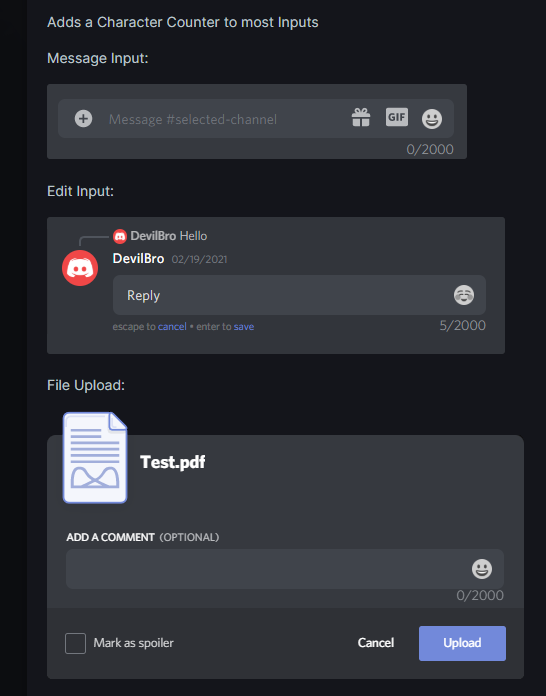 Adds a Character Counter to most Inputs
Message Input:
Message #selected-channel GIF
0/2000
Edit Input:
DevilBro Hello
DevilBro 02/19/2021
Reply
escape to cancel • enter to save 5/2000
File Upload:
Test.pdf
ADD A COMMENT (OPTIONAL)
0/2000
Mark as spoiler Cancel Upload